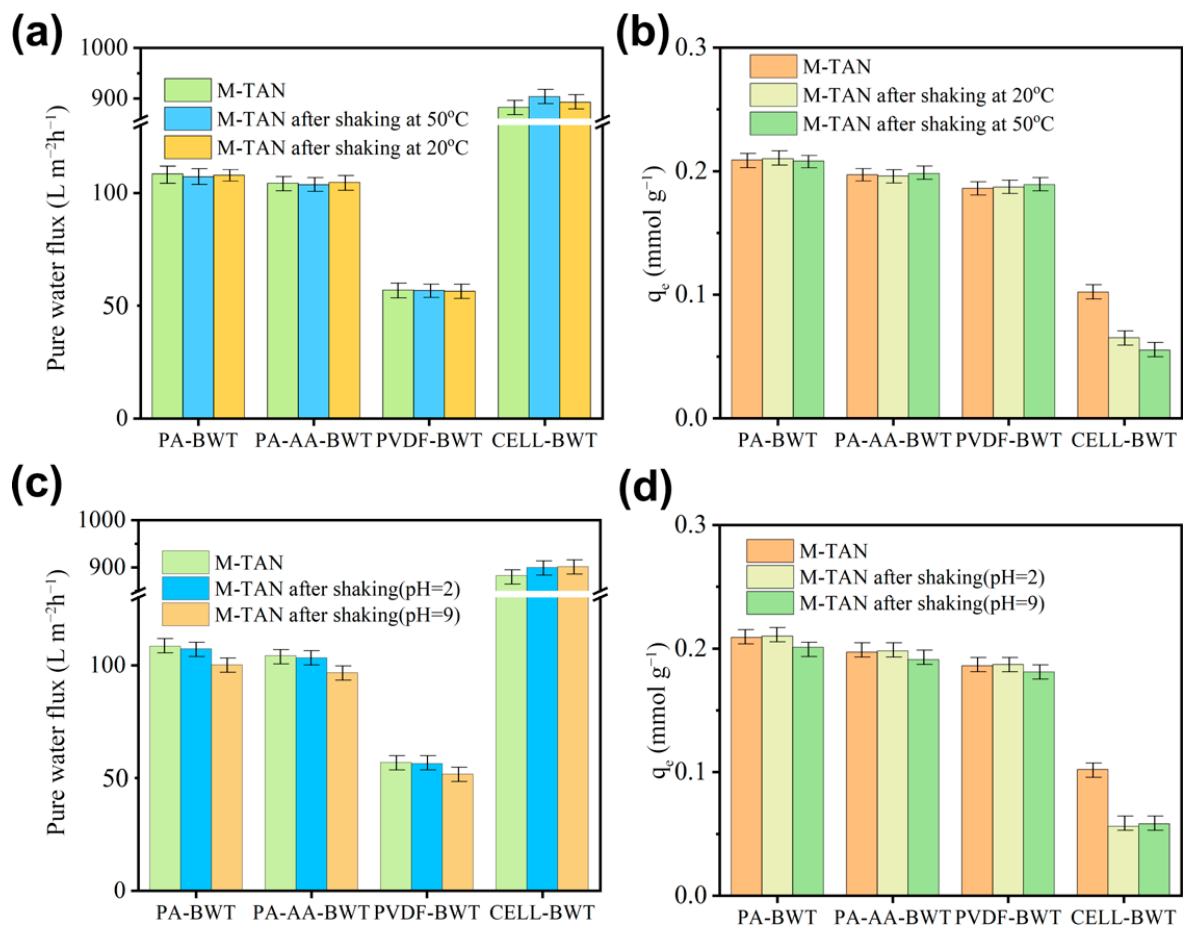 (a)
Pure water flux (L m⁻²h⁻¹)
1000
900
100
50
0
M-TAN
M-TAN after shaking at 50°C
M-TAN after shaking at 20°C
PA-BWT PA-AA-BWT PVDF-BWT CELL-BWT
(b)
qₑ (mmol g⁻¹)
0.3
0.2
0.1
0.0
M-TAN
M-TAN after shaking at 20°C
M-TAN after shaking at 50°C
PA-BWT PA-AA-BWT PVDF-BWT CELL-BWT
(c)
Pure water flux (L m⁻²h⁻¹)
1000
900
100
50
0
M-TAN
M-TAN after shaking(pH=2)
M-TAN after shaking(pH=9)
PA-BWT PA-AA-BWT PVDF-BWT CELL-BWT
(d)
qₑ (mmol g⁻¹)
0.3
0.2
0.1
0.0
M-TAN
M-TAN after shaking(pH=2)
M-TAN after shaking(pH=9)
PA-BWT PA-AA-BWT PVDF-BWT CELL-BWT